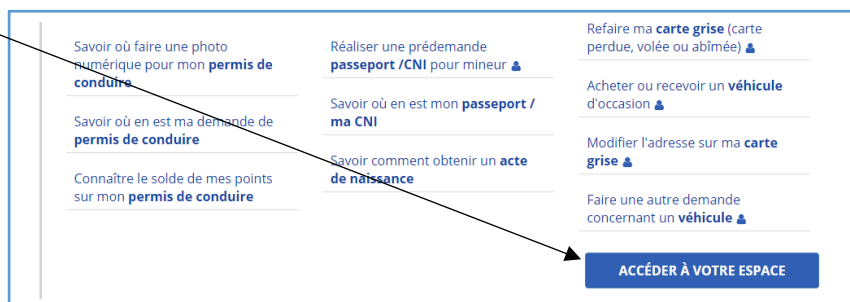 Savoir où faire une photo
numérique pour mon permis de
conduire
Savoir où en est ma demande de
permis de conduire
Connaître le solde de mes points
sur mon permis de conduire
Réaliser une prédemande
passeport /CNI pour mineur
Savoir où en est mon passeport /
ma CNI
Savoir comment obtenir un acte
de naissance
Refaire ma carte grise (carte
perdue, volée ou abîmée)
Acheter ou recevoir un véhicule
d'occasion
Modifier l'adresse sur ma carte
grise
Faire une autre demande
concernant un véhicule
ACCÉDER À VOTRE ESPACE